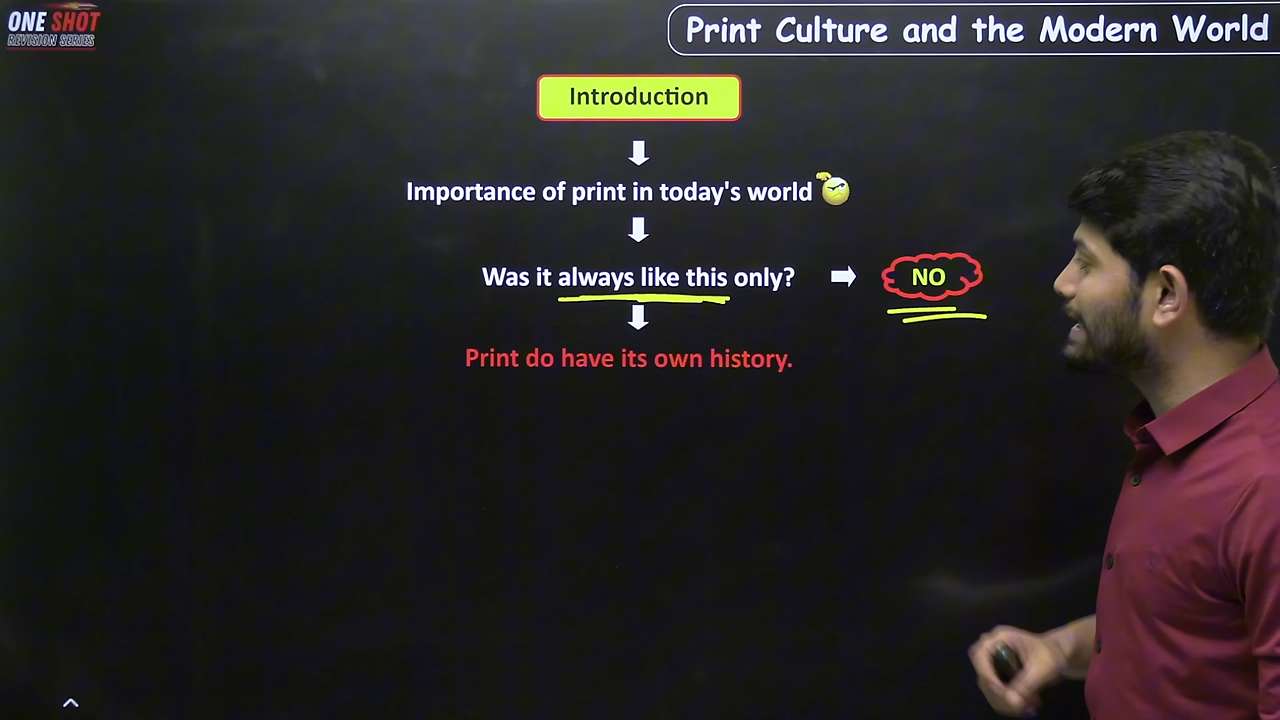 ONE SHOT
REVISION SERIES
Print Culture and the Modern World
Introduction
Importance of print in today's world
Was it always like this only?
NO
Print do have its own history.